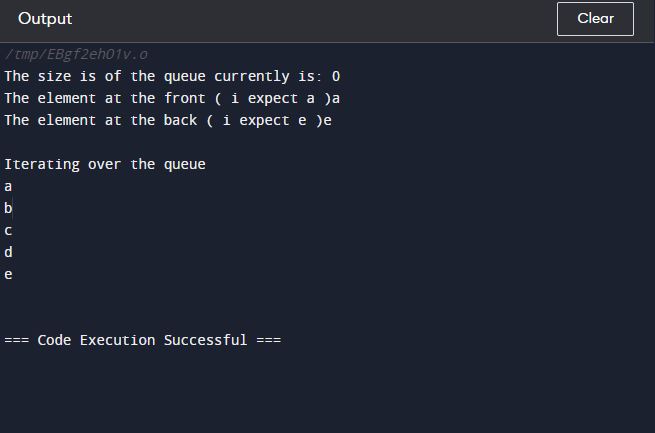 Output
Clear
/tmp/EBgf2ehO1v.o
The size is of the queue currently is: 0
The element at the front ( i expect a )a
The element at the back ( i expect e )e
Iterating over the queue
a
b
c
d
e
=== Code Execution Successful ===